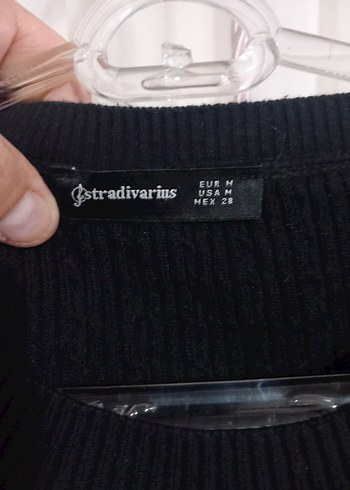 stradivarius
EUR M
USA M
MEX 28